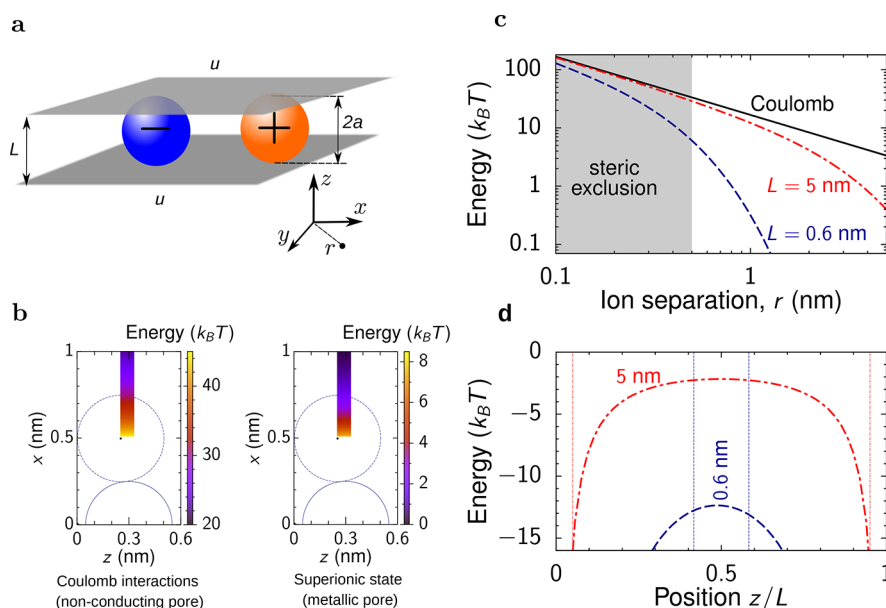 a
u
L
− +
2a
u
z
x
y
r
c
Energy (k_BT)
100
10
1
0.1
Coulomb
steric
exclusion
L = 5 nm
L = 0.6 nm
0.1
1
Ion separation, r (nm)
b
Energy (k_BT) Energy (k_BT)
x (nm)
1
0.5
0
0 0.3 0.6
z (nm)
40
30
20
Coulomb interactions
(non-conducting pore)
x (nm)
1
0.5
0
0 0.3 0.6
z (nm)
8
6
4
2
0
Superionic state
(metallic pore)
d
Energy (k_BT)
0
−5
−10
−15
5 nm
0.6 nm
0 0.5 1
Position z/L